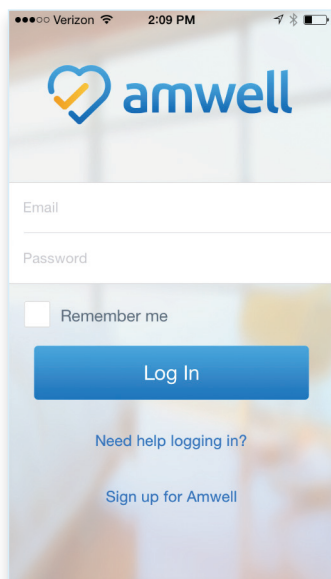 Verizon 2:09 PM
amwell
Email
Password
Remember me
Log In
Need help logging in?
Sign up for Amwell